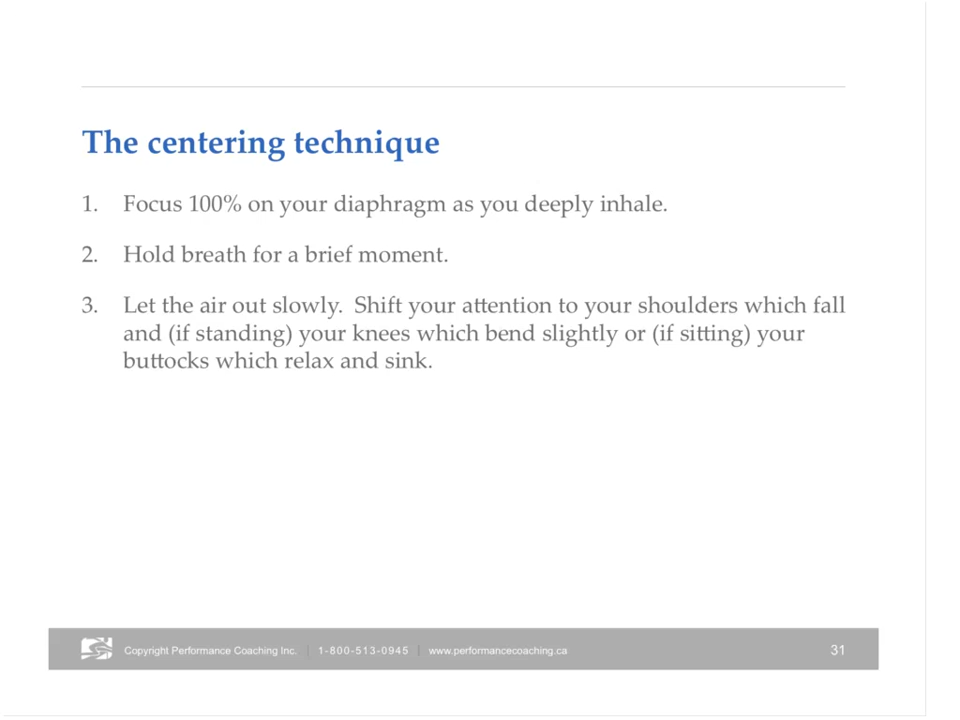 The centering technique
1. Focus 100% on your diaphragm as you deeply inhale.
2. Hold breath for a brief moment.
3. Let the air out slowly.  Shift your attention to your shoulders which fall
and (if standing) your knees which bend slightly or (if sitting) your
buttocks which relax and sink.
Copyright Performance Coaching Inc. | 1-800-513-0945 | www.performancecoaching.ca 31